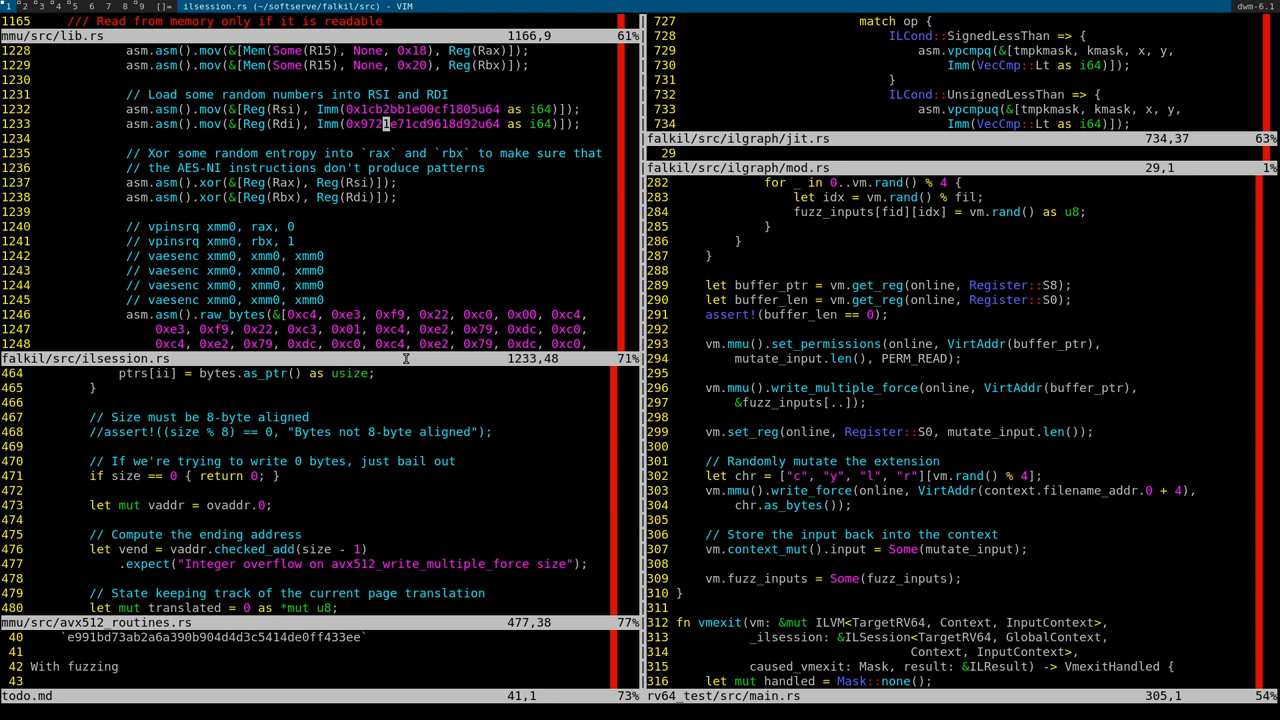 1 2 3 4 5 6 7 8 9 []= ilsession.rs (~/softserve/falkil/src) - VIM dwm-6.1
1165 /// Read from memory only if it is readable
mmu/src/lib.rs 1166,9 61%
1228 asm.asm().mov(&[Mem(Some(R15), None, 0x18), Reg(Rax)]);
1229 asm.asm().mov(&[Mem(Some(R15), None, 0x20), Reg(Rbx)]);
1230
1231 // Load some random numbers into RSI and RDI
1232 asm.asm().mov(&[Reg(Rsi), Imm(0x1cb2bb1e00cf1805u64 as i64)]);
1233 asm.asm().mov(&[Reg(Rdi), Imm(0x9721e71cd9618d92u64 as i64)]);
1234
1235 // Xor some random entropy into `rax` and `rbx` to make sure that
1236 // the AES-NI instructions don't produce patterns
1237 asm.asm().xor(&[Reg(Rax), Reg(Rsi)]);
1238 asm.asm().xor(&[Reg(Rbx), Reg(Rdi)]);
1239
1240 // vpinsrq xmm0, rax, 0
1241 // vpinsrq xmm0, rbx, 1
1242 // vaesenc xmm0, xmm0, xmm0
1243 // vaesenc xmm0, xmm0, xmm0
1244 // vaesenc xmm0, xmm0, xmm0
1245 // vaesenc xmm0, xmm0, xmm0
1246 asm.asm().raw_bytes(&[0xc4, 0xe3, 0xf9, 0x22, 0xc0, 0x00, 0xc4,
1247 0xe3, 0xf9, 0x22, 0xc3, 0x01, 0xc4, 0xe2, 0x79, 0xdc, 0xc0,
1248 0xc4, 0xe2, 0x79, 0xdc, 0xc0, 0xc4, 0xe2, 0x79, 0xdc, 0xc0,
falkil/src/ilsession.rs 1233,48 71%
464 ptrs[ii] = bytes.as_ptr() as usize;
465 }
466
467 // Size must be 8-byte aligned
468 //assert!((size % 8) == 0, "Bytes not 8-byte aligned");
469
470 // If we're trying to write 0 bytes, just bail out
471 if size == 0 { return 0; }
472
473 let mut vaddr = ovaddr.0;
474
475 // Compute the ending address
476 let vend = vaddr.checked_add(size - 1)
477 .expect("Integer overflow on avx512_write_multiple_force size");
478
479 // State keeping track of the current page translation
480 let mut translated = 0 as *mut u8;
mmu/src/avx512_routines.rs 477,38 77%
40 `e991bd73ab2a6a390b904d4d3c5414de0ff433ee`
41
42 With fuzzing
43
todo.md 41,1 73%
727 match op {
728 ILCond::SignedLessThan => {
729 asm.vpcmpq(&[tmpkmask, kmask, x, y,
730 Imm(VecCmp::Lt as i64)]);
731 }
732 ILCond::UnsignedLessThan => {
733 asm.vpcmpuq(&[tmpkmask, kmask, x, y,
734 Imm(VecCmp::Lt as i64)]);
falkil/src/ilgraph/jit.rs 734,37 63%
29
falkil/src/ilgraph/mod.rs 29,1 1%
282 for _ in 0..vm.rand() % 4 {
283 let idx = vm.rand() % fil;
284 fuzz_inputs[fid][idx] = vm.rand() as u8;
285 }
286 }
287 }
288
289 let buffer_ptr = vm.get_reg(online, Register::S8);
290 let buffer_len = vm.get_reg(online, Register::S0);
291 assert!(buffer_len == 0);
292
293 vm.mmu().set_permissions(online, VirtAddr(buffer_ptr),
294 mutate_input.len(), PERM_READ);
295
296 vm.mmu().write_multiple_force(online, VirtAddr(buffer_ptr),
297 &fuzz_inputs[..]);
298
299 vm.set_reg(online, Register::S0, mutate_input.len());
300
301 // Randomly mutate the extension
302 let chr = ["c", "y", "l", "r"][vm.rand() % 4];
303 vm.mmu().write_force(online, VirtAddr(context.filename_addr.0 + 4),
304 chr.as_bytes());
305
306 // Store the input back into the context
307 vm.context_mut().input = Some(mutate_input);
308
309 vm.fuzz_inputs = Some(fuzz_inputs);
310 }
311
312 fn vmexit(vm: &mut ILVM<TargetRV64, Context, InputContext>,
313 _ilsession: &ILSession<TargetRV64, GlobalContext,
314 Context, InputContext>,
315 caused_vmexit: Mask, result: &ILResult) -> VmexitHandled {
316 let mut handled = Mask::none();
rv64_test/src/main.rs 305,1 54%